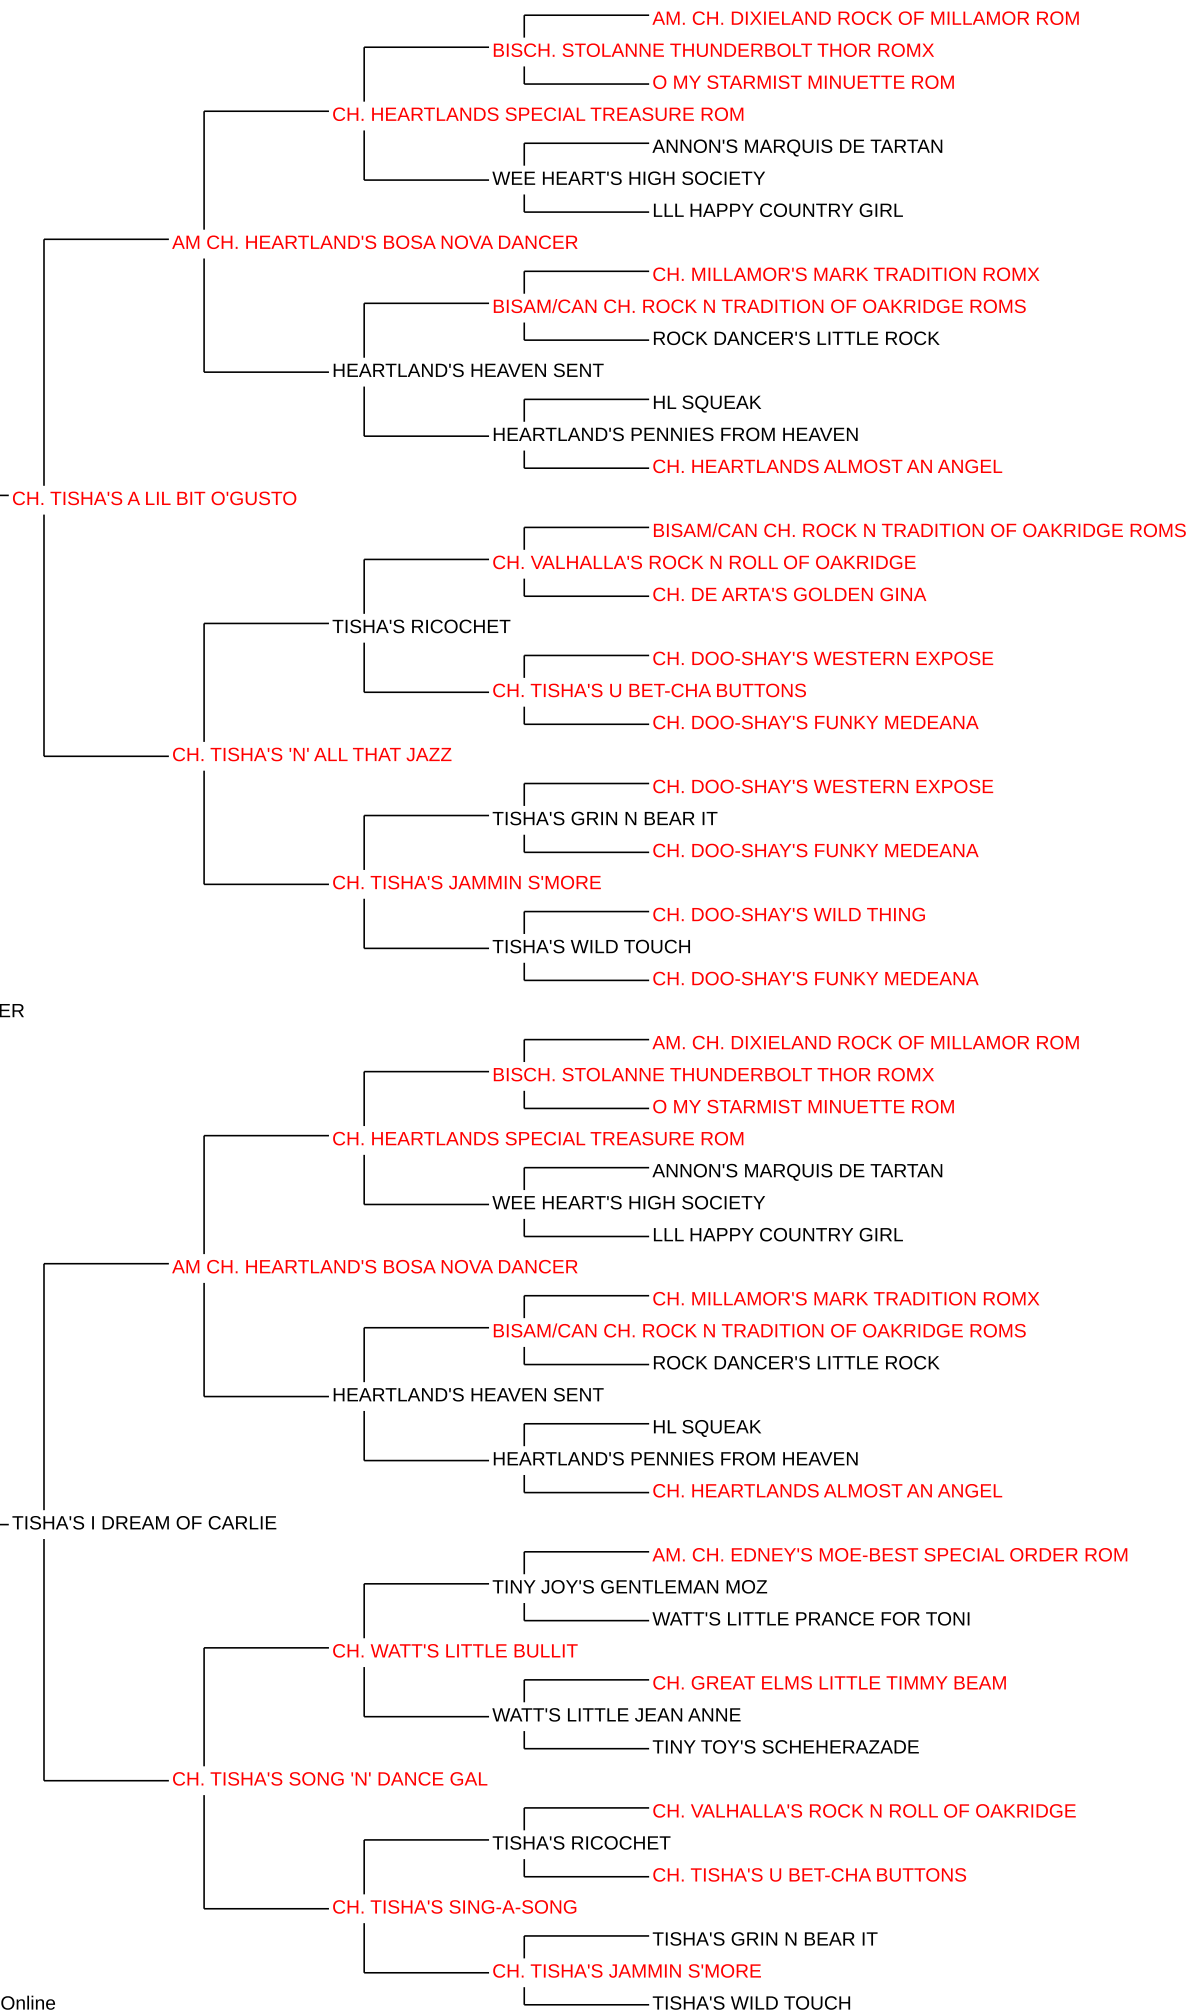 AM. CH. DIXIELAND ROCK OF MILLAMOR ROM
BISCH. STOLANNE THUNDERBOLT THOR ROMX
O MY STARMIST MINUETTE ROM
CH. HEARTLANDS SPECIAL TREASURE ROM
ANNON'S MARQUIS DE TARTAN
WEE HEART'S HIGH SOCIETY
LLL HAPPY COUNTRY GIRL
AM CH. HEARTLAND'S BOSA NOVA DANCER
CH. MILLAMOR'S MARK TRADITION ROMX
BISAM/CAN CH. ROCK N TRADITION OF OAKRIDGE ROMS
ROCK DANCER'S LITTLE ROCK
HEARTLAND'S HEAVEN SENT
HL SQUEAK
HEARTLAND'S PENNIES FROM HEAVEN
CH. HEARTLANDS ALMOST AN ANGEL
CH. TISHA'S A LIL BIT O'GUSTO
BISAM/CAN CH. ROCK N TRADITION OF OAKRIDGE ROMS
CH. VALHALLA'S ROCK N ROLL OF OAKRIDGE
CH. DE ARTA'S GOLDEN GINA
TISHA'S RICOCHET
CH. DOO-SHAY'S WESTERN EXPOSE
CH. TISHA'S U BET-CHA BUTTONS
CH. DOO-SHAY'S FUNKY MEDEANA
CH. TISHA'S 'N' ALL THAT JAZZ
CH. DOO-SHAY'S WESTERN EXPOSE
TISHA'S GRIN N BEAR IT
CH. DOO-SHAY'S FUNKY MEDEANA
CH. TISHA'S JAMMIN S'MORE
CH. DOO-SHAY'S WILD THING
TISHA'S WILD TOUCH
CH. DOO-SHAY'S FUNKY MEDEANA
ER
AM. CH. DIXIELAND ROCK OF MILLAMOR ROM
BISCH. STOLANNE THUNDERBOLT THOR ROMX
O MY STARMIST MINUETTE ROM
CH. HEARTLANDS SPECIAL TREASURE ROM
ANNON'S MARQUIS DE TARTAN
WEE HEART'S HIGH SOCIETY
LLL HAPPY COUNTRY GIRL
AM CH. HEARTLAND'S BOSA NOVA DANCER
CH. MILLAMOR'S MARK TRADITION ROMX
BISAM/CAN CH. ROCK N TRADITION OF OAKRIDGE ROMS
ROCK DANCER'S LITTLE ROCK
HEARTLAND'S HEAVEN SENT
HL SQUEAK
HEARTLAND'S PENNIES FROM HEAVEN
CH. HEARTLANDS ALMOST AN ANGEL
TISHA'S I DREAM OF CARLIE
AM. CH. EDNEY'S MOE-BEST SPECIAL ORDER ROM
TINY JOY'S GENTLEMAN MOZ
WATT'S LITTLE PRANCE FOR TONI
CH. WATT'S LITTLE BULLIT
CH. GREAT ELMS LITTLE TIMMY BEAM
WATT'S LITTLE JEAN ANNE
TINY TOY'S SCHEHERAZADE
CH. TISHA'S SONG 'N' DANCE GAL
CH. VALHALLA'S ROCK N ROLL OF OAKRIDGE
TISHA'S RICOCHET
CH. TISHA'S U BET-CHA BUTTONS
CH. TISHA'S SING-A-SONG
TISHA'S GRIN N BEAR IT
CH. TISHA'S JAMMIN S'MORE
Online
TISHA'S WILD TOUCH